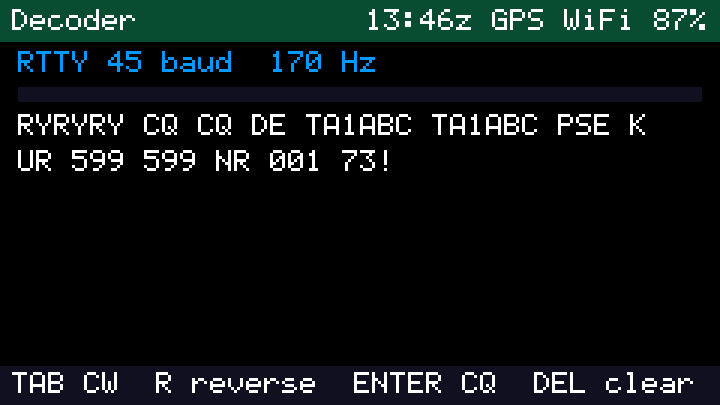 Decoder 13:46z GPS WiFi 87%
RTTY 45 baud 170 Hz
RYRYRY CQ CQ DE TA1ABC TA1ABC PSE K
UR 599 599 NR 001 73!
TAB CW R reverse ENTER CQ DEL clear